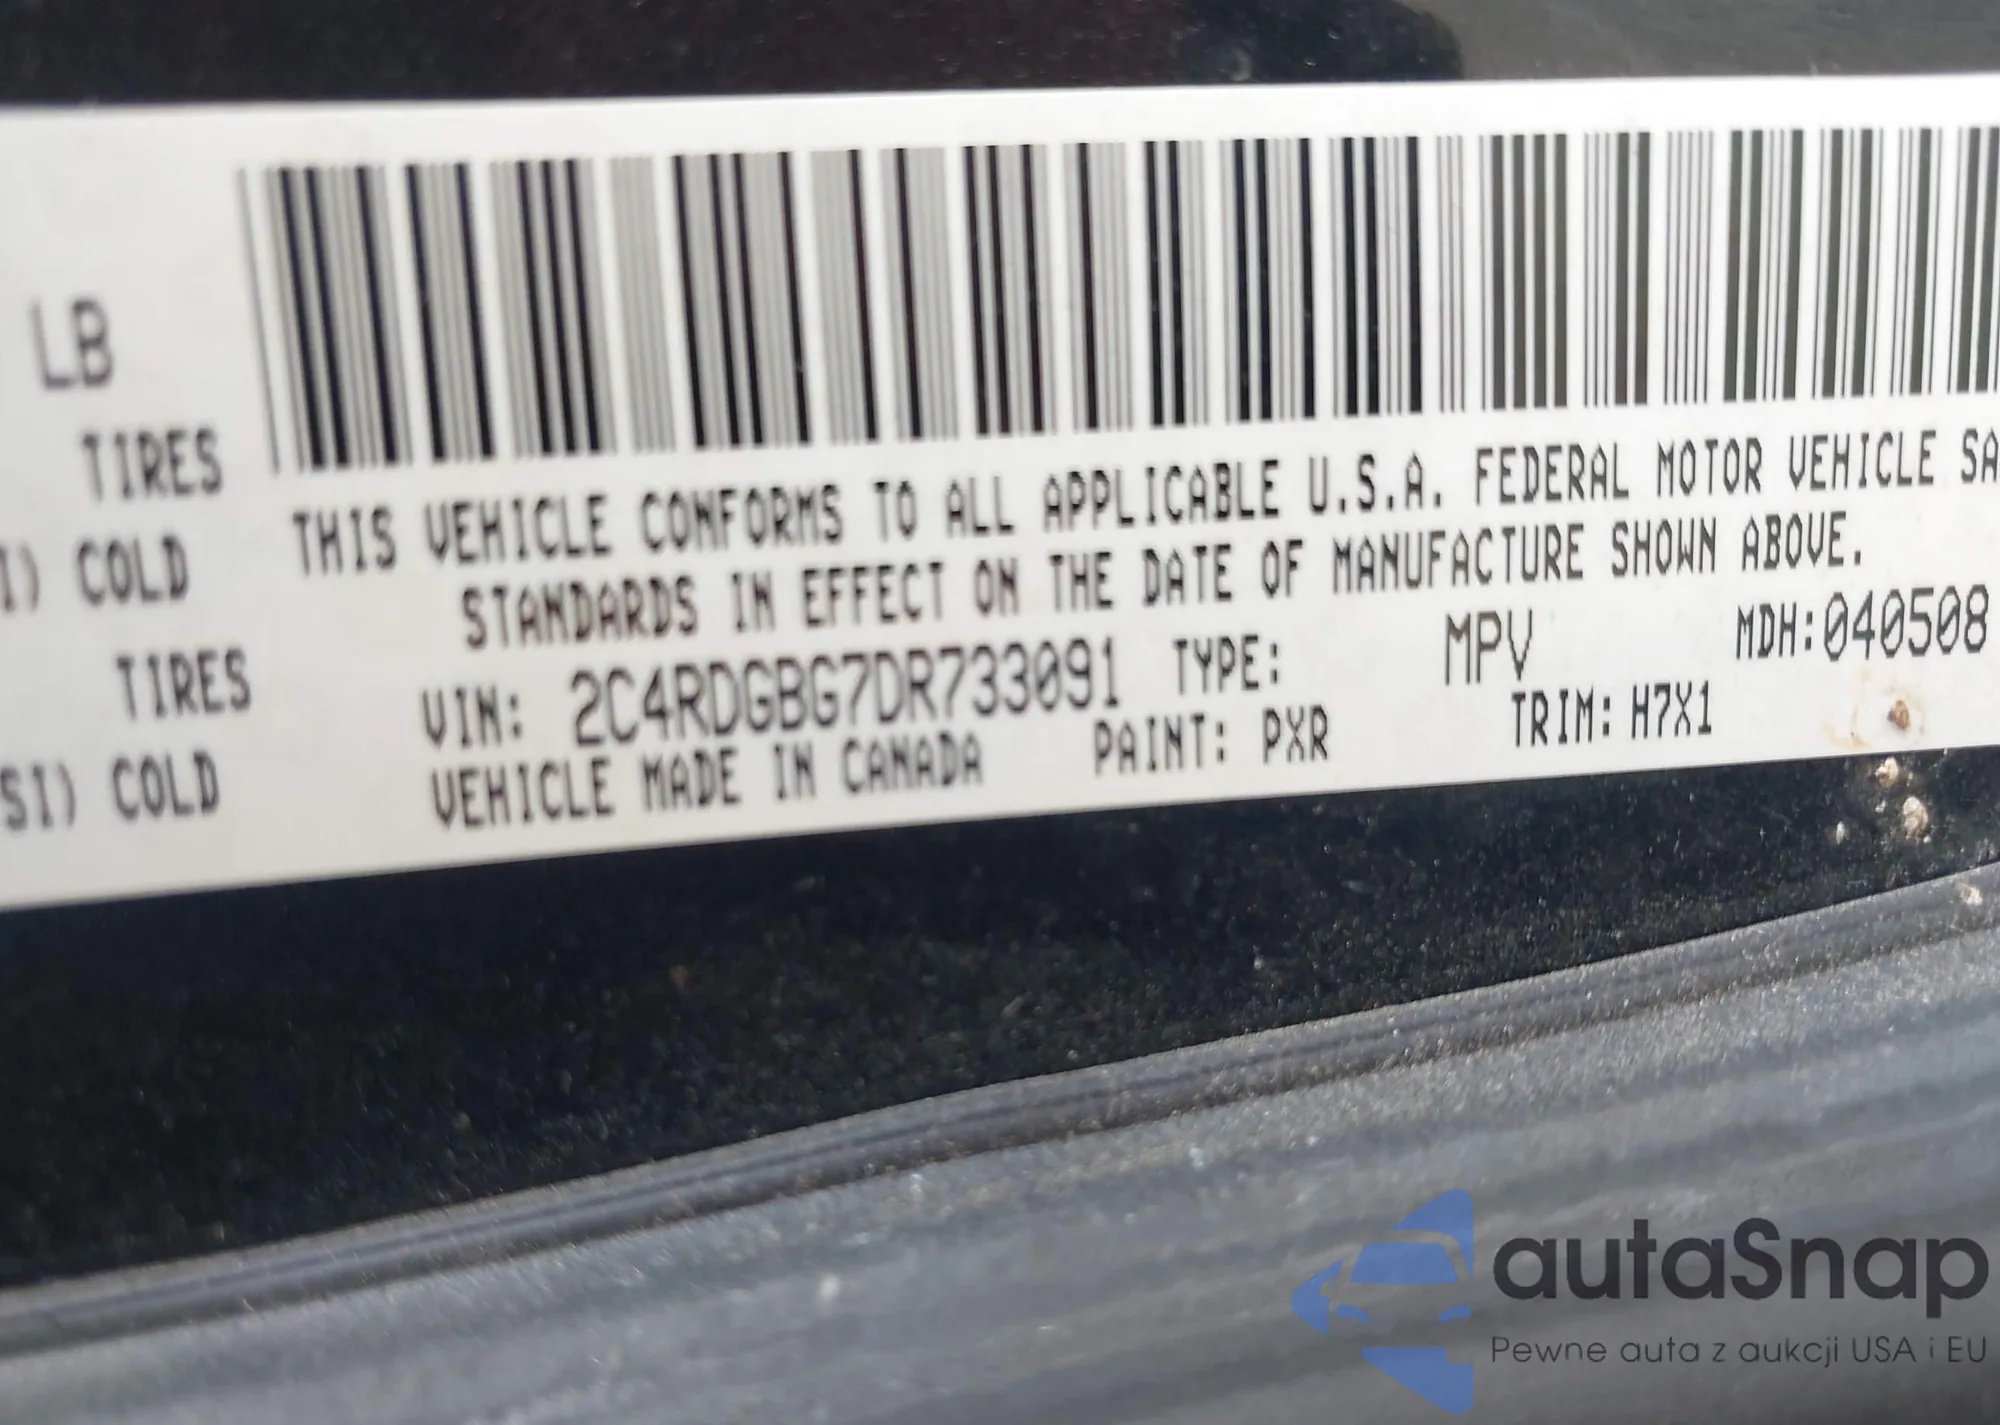 LB
TIRES
I) COLD
TIRES
SI) COLD
THIS VEHICLE CONFORMS TO ALL APPLICABLE U.S.A. FEDERAL MOTOR VEHICLE SA
STANDARDS IN EFFECT ON THE DATE OF MANUFACTURE SHOWN ABOVE.
VIN: 2C4RDGBG7DR733091 TYPE: MPV MDH:040508
VEHICLE MADE IN CANADA PAINT: PXR TRIM: H7X1
autaSnap
Pewne auta z aukcji USA i EU